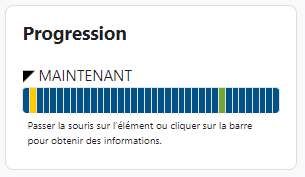 Progression
MAINTENANT
Passer la souris sur l'élément ou cliquer sur la barre
pour obtenir des informations.